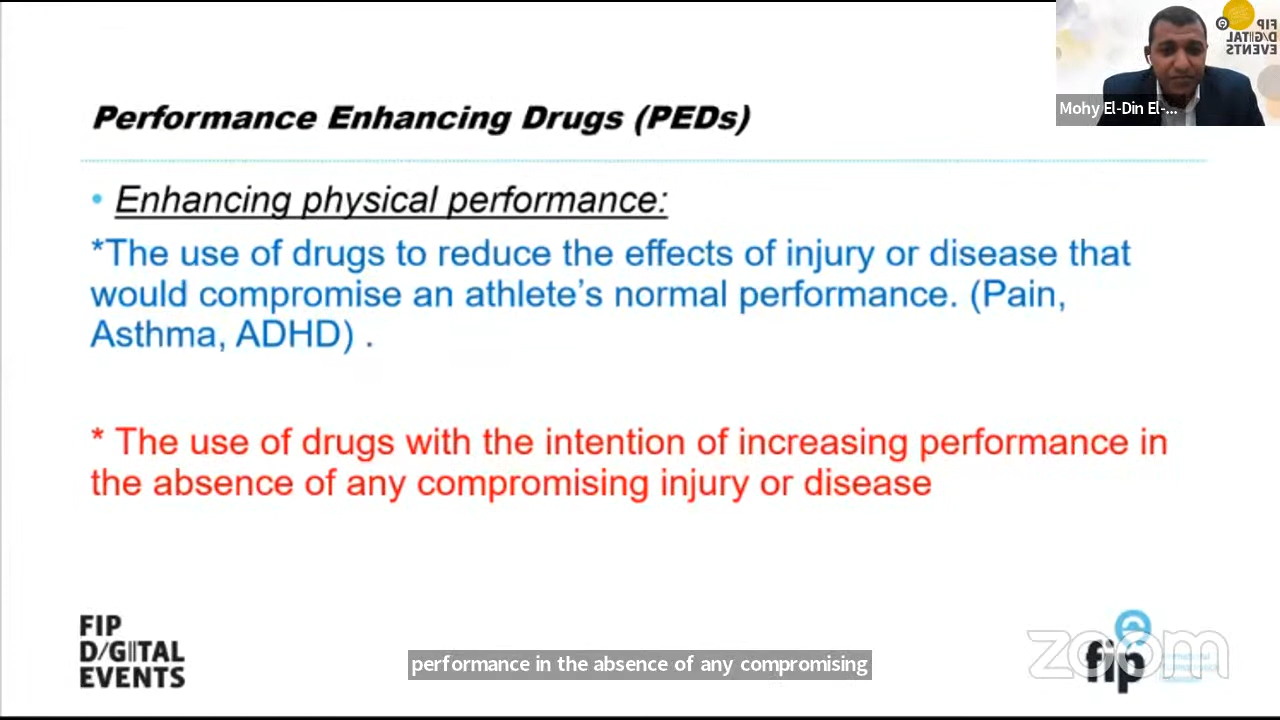 FIP
DIGITAL
EVENTS
Mohy El-Din El-...
Performance Enhancing Drugs (PEDs)
• Enhancing physical performance:
*The use of drugs to reduce the effects of injury or disease that
would compromise an athlete’s normal performance. (Pain,
Asthma, ADHD) .
* The use of drugs with the intention of increasing performance in
the absence of any compromising injury or disease
FIP
D/GITAL
EVENTS
performance in the absence of any compromising
zoom
fip